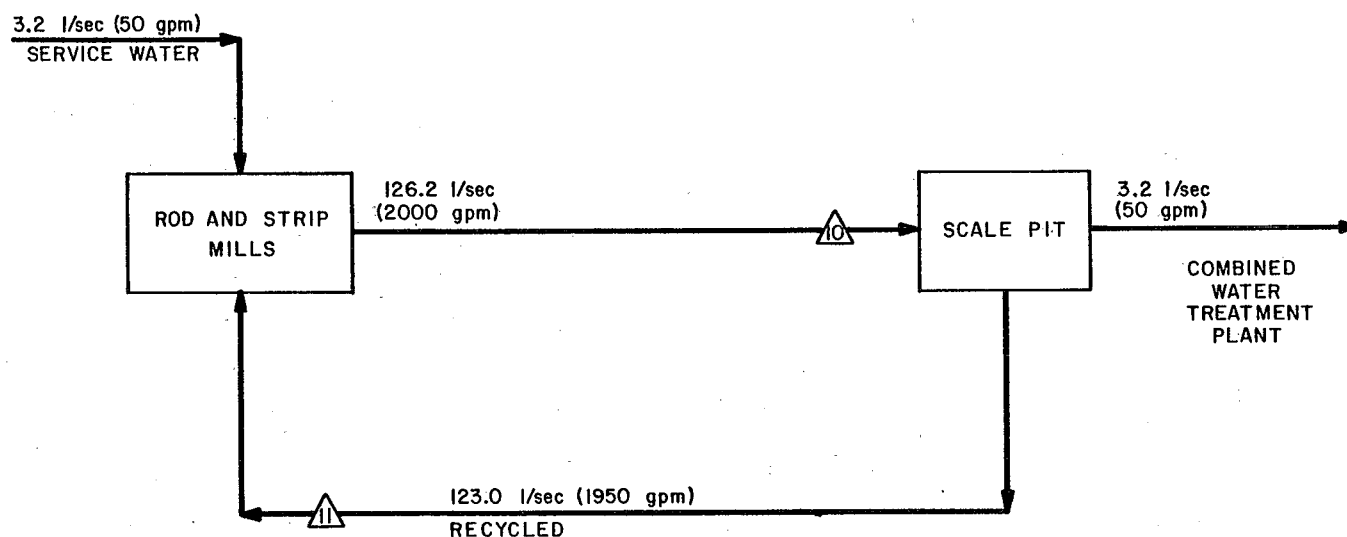 3.2 l/sec (50 gpm)
SERVICE WATER
ROD AND STRIP
MILLS
126.2 l/sec
(2000 gpm)
10
SCALE PIT
3.2 l/sec
(50 gpm)
COMBINED
WATER
TREATMENT
PLANT
11
123.0 l/sec (1950 gpm)
RECYCLED